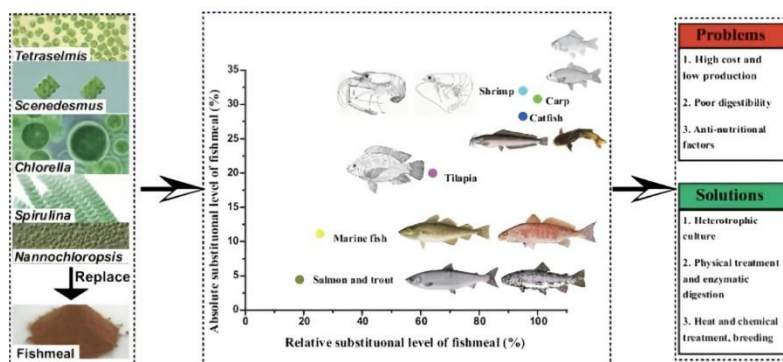 Tetraselmis
Scenedesmus
Chlorella
Spirulina
Nannochloropsis
Replace
Fishmeal
Absolute substituonal level of fishmeal (%)
35
30
25
20
15
10
5
0
Shrimp
Carp
Catfish
Tilapia
Marine fish
Salmon and trout
0
20
40
60
80
100
Relative substituonal level of fishmeal (%)
Problems
1. High cost and
low production
2. Poor digestibility
3. Anti-nutritional
factors
Solutions
1. Heterotrophic
culture
2. Physical treatment
and enzymatic
digestion
3. Heat and chemical
treatment, breeding